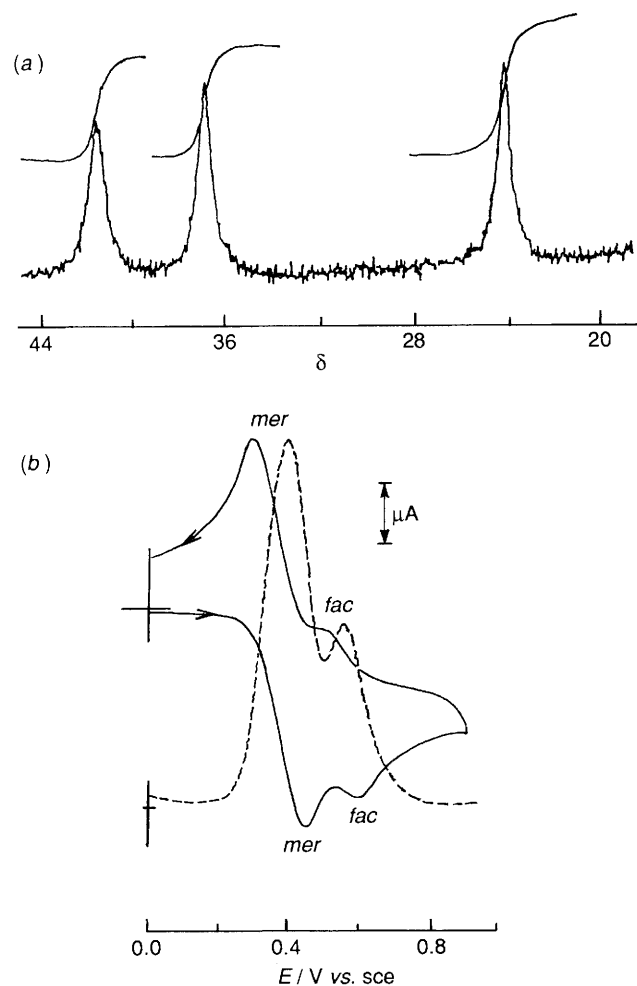 (a)
44 36 28 20
δ
(b)
mer
μA
fac
mer
fac
0.0 0.4 0.8
E / V vs. sce